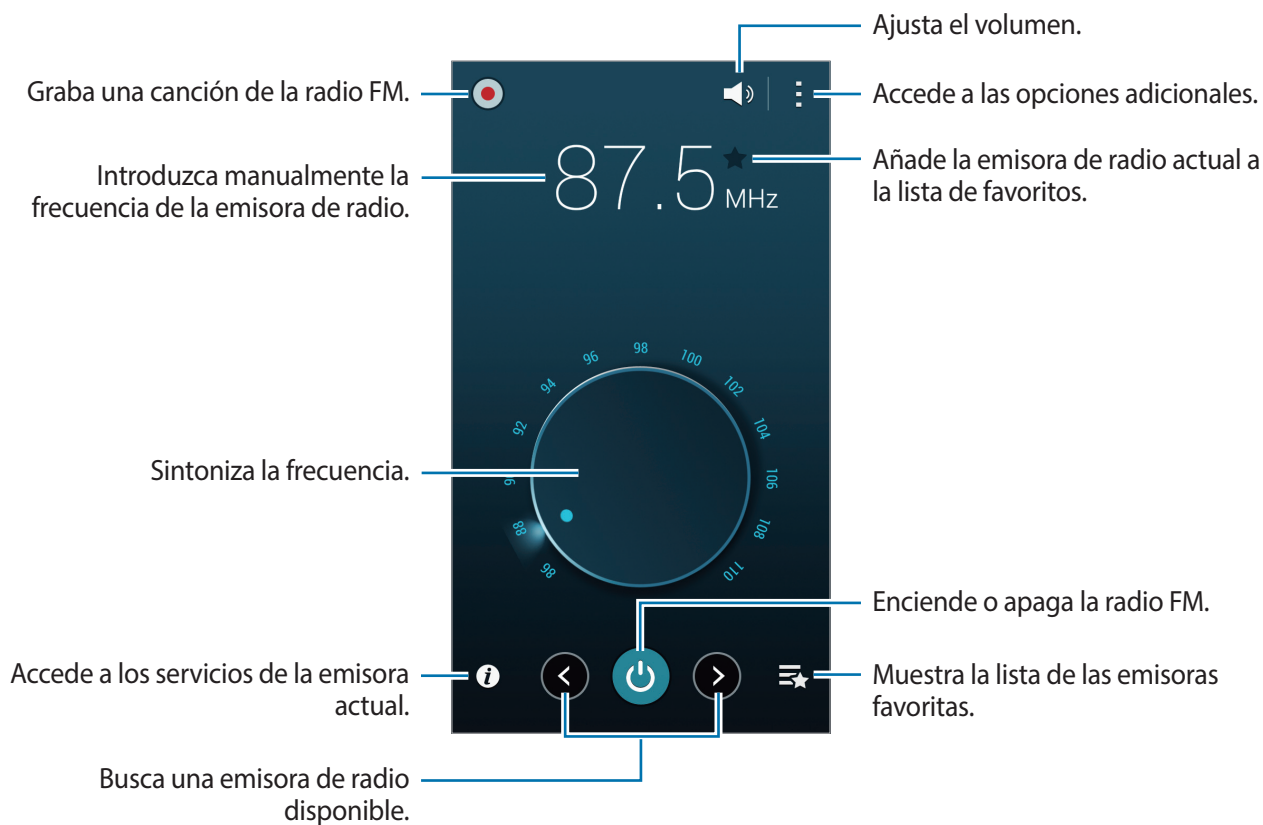 Ajusta el volumen.
Graba una canción de la radio FM.
Accede a las opciones adicionales.
Introduzca manualmente la
frecuencia de la emisora de radio.
87.5
MHz
Añade la emisora de radio actual a
la lista de favoritos.
98
96
100
94
102
92
104
Sintoniza la frecuencia.
106
88
108
86
110
Enciende o apaga la radio FM.
Accede a los servicios de la emisora
actual.
Muestra la lista de las emisoras
favoritas.
Busca una emisora de radio
disponible.